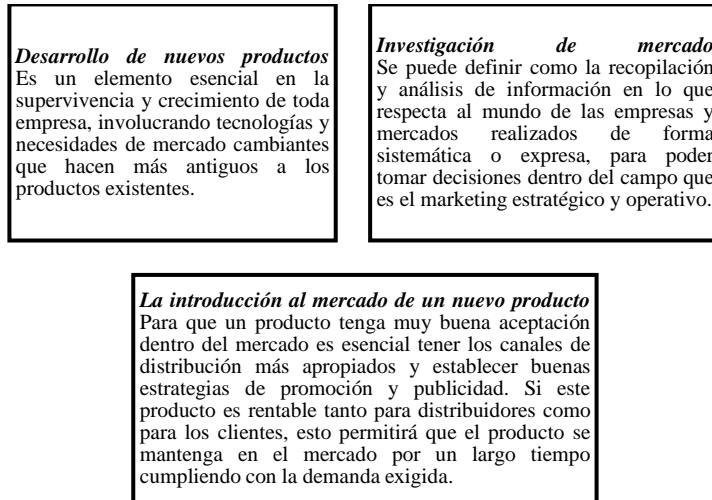 Desarrollo de nuevos productos
Es un elemento esencial en la
supervivencia y crecimiento de toda
empresa, involucrando tecnologías y
necesidades de mercado cambiantes
que hacen más antiguos a los
productos existentes.
Investigación de mercado
Se puede definir como la recopilación
y análisis de información en lo que
respecta al mundo de las empresas y
mercados realizados de forma
sistemática o expresa, para poder
tomar decisiones dentro del campo que
es el marketing estratégico y operativo.
La introducción al mercado de un nuevo producto
Para que un producto tenga muy buena aceptación
dentro del mercado es esencial tener los canales de
distribución más apropiados y establecer buenas
estrategias de promoción y publicidad. Si este
producto es rentable tanto para distribuidores como
para los clientes, esto permitirá que el producto se
mantenga en el mercado por un largo tiempo
cumpliendo con la demanda exigida.